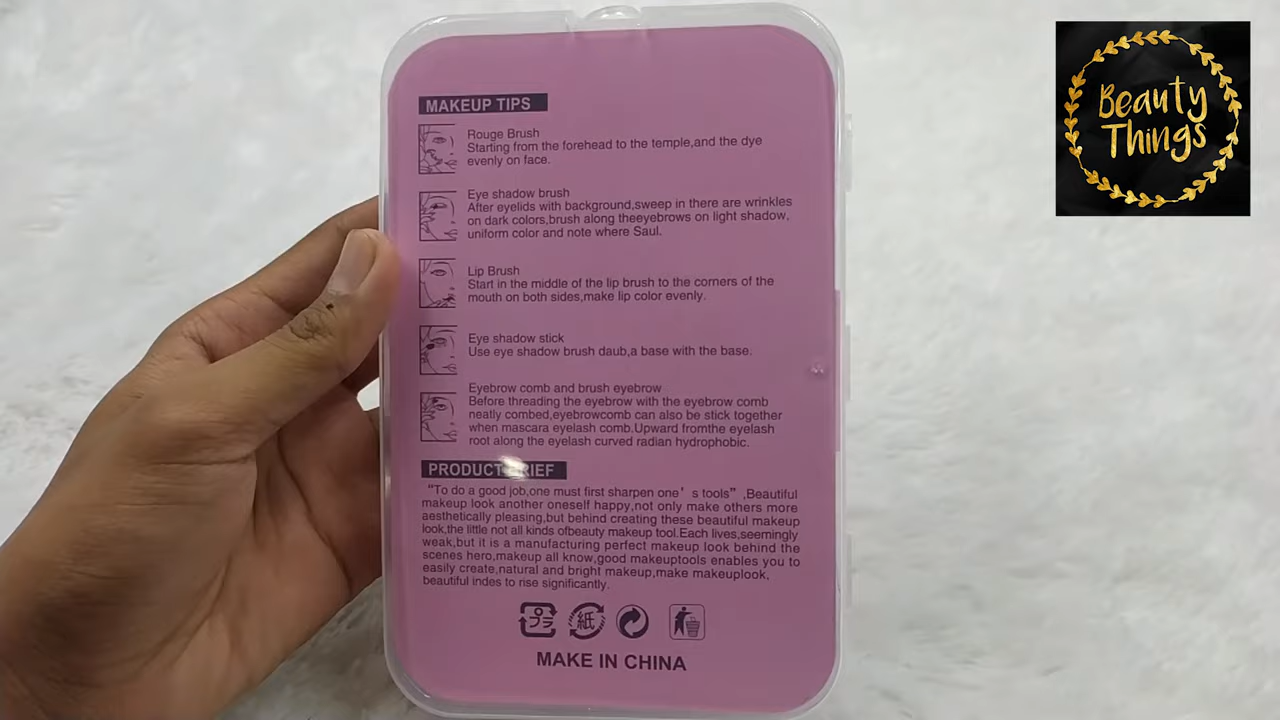 Beauty
Things
MAKEUP TIPS
Rouge Brush
Starting from the forehead to the temple,and the dye
evenly on face.
Eye shadow brush
After eyelids with background,sweep in there are wrinkles
on dark colors,brush along theeyebrows on light shadow,
uniform color and note where Saul.
Lip Brush
Start in the middle of the lip brush to the corners of the
mouth on both sides,make lip color evenly.
Eye shadow stick
Use eye shadow brush daub,a base with the base.
Eyebrow comb and brush eyebrow
Before threading the eyebrow with the eyebrow comb
neatly combed,eyebrowcomb can also be stick together
when mascara eyelash comb.Upward fromthe eyelash
root along the eyelash curved radian hydrophobic.
PRODUCT BRIEF
“To do a good job,one must first sharpen one’ s tools” ,Beautiful
makeup look another oneself happy,not only make others more
aesthetically pleasing,but behind creating these beautiful makeup
look,the little not all kinds ofbeauty makeup tool.Each lives,seemingly
weak,but it is a manufacturing perfect makeup look behind the
scenes hero,makeup all know,good makeuptools enables you to
easily create,natural and bright makeup,make makeuplook,
beautiful indes to rise significantly.
プラ 紙
MAKE IN CHINA